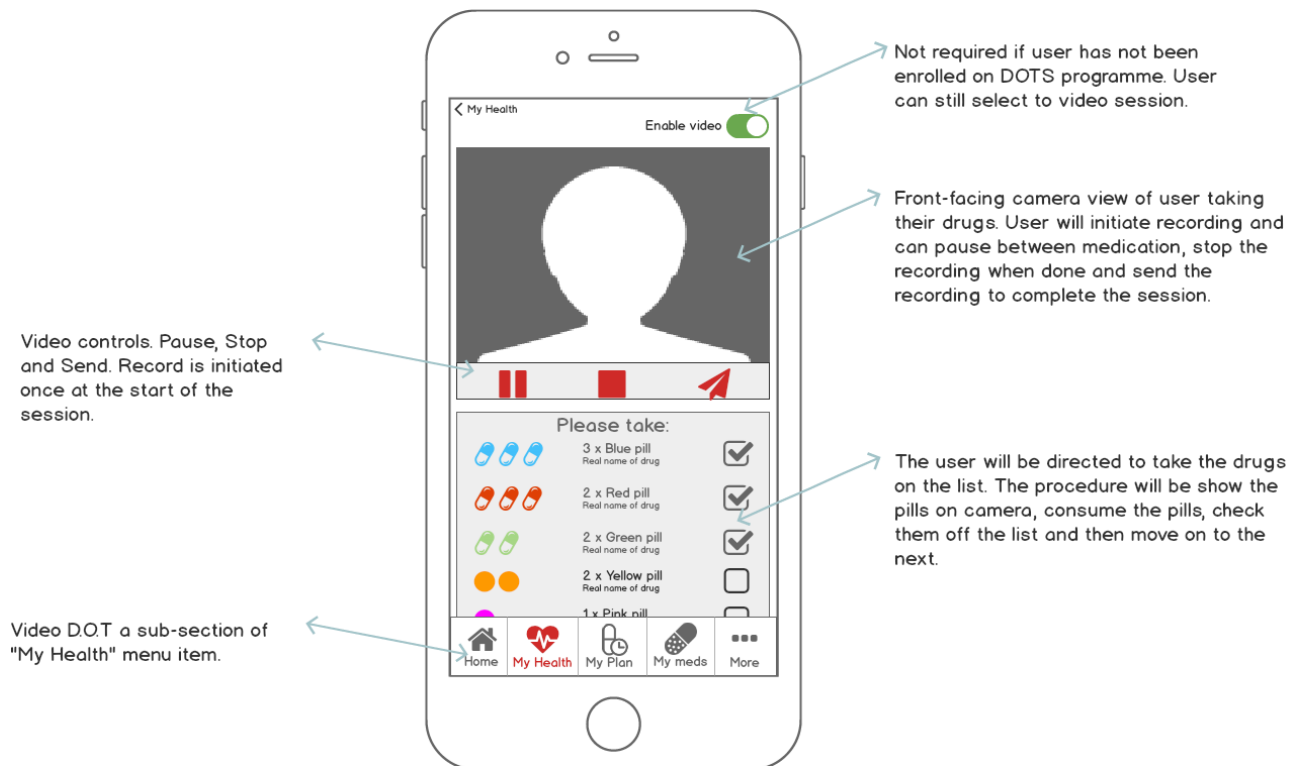 Not required if user has not been
enrolled on DOTS programme. User
can still select to video session.
My Health
Enable video
Front-facing camera view of user taking
their drugs. User will initiate recording and
can pause between medication, stop the
recording when done and send the
recording to complete the session.
Video controls. Pause, Stop
and Send. Record is initiated
once at the start of the
session.
Please take:
3 x Blue pill
Real name of drug
2 x Red pill
Real name of drug
2 x Green pill
Real name of drug
2 x Yellow pill
Real name of drug
1 x Pink pill
The user will be directed to take the drugs
on the list. The procedure will be show the
pills on camera, consume the pills, check
them off the list and then move on to the
next.
Video D.O.T a sub-section of
"My Health" menu item.
Home
My Health
My Plan
My meds
More